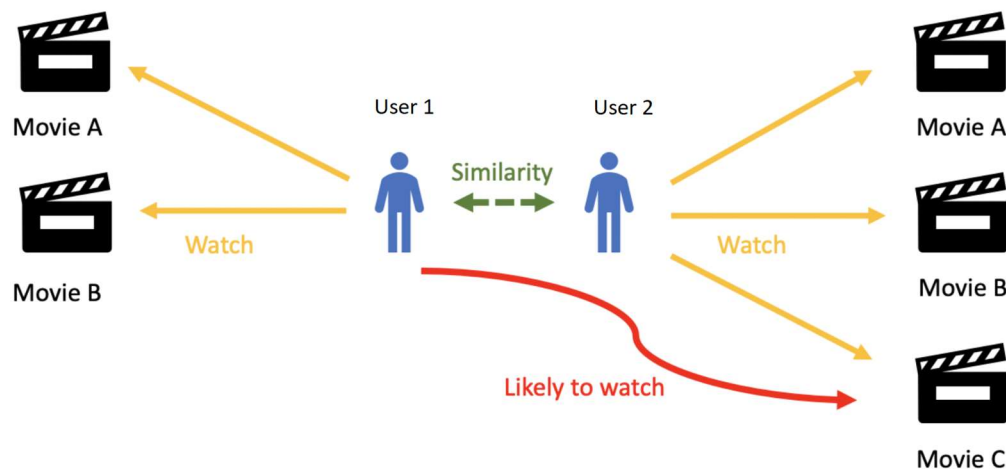 User 1
User 2
Movie A
Movie A
Similarity
Watch
Watch
Movie B
Movie B
Likely to watch
Movie C